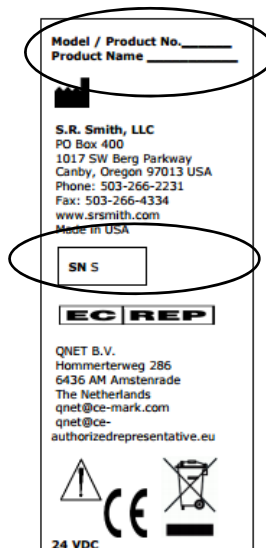 Model / Product No.______
Product Name ___________
S.R. Smith, LLC
PO Box 400
1017 SW Berg Parkway
Canby, Oregon 97013 USA
Phone: 503-266-2231
Fax: 503-266-4334
www.srsmith.com
Made in USA
SN S
EC REP
QNET B.V.
Hommerterweg 286
6436 AM Amstenrade
The Netherlands
qnet@ce-mark.com
qnet@ce-
authorizedrepresentative.eu
CE
24 VDC